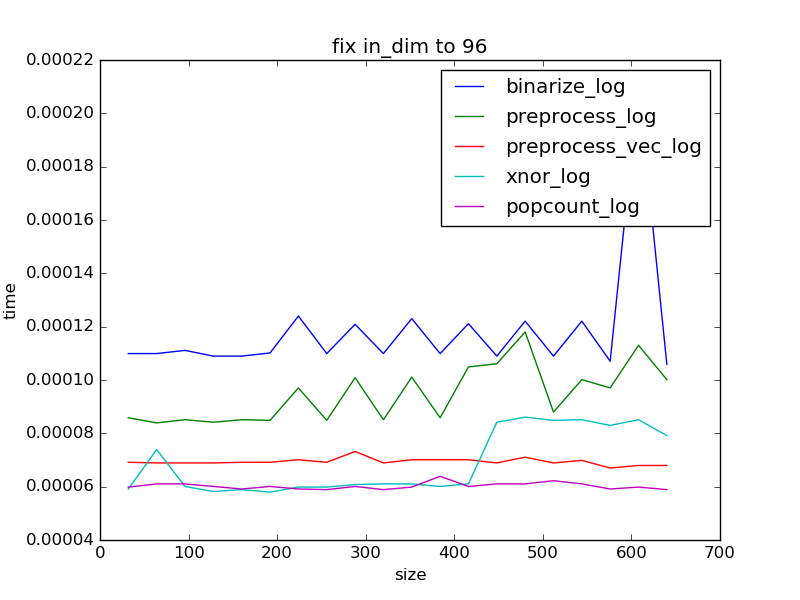 fix in_dim to 96
0.00022
0.00020
0.00018
0.00016
0.00014
0.00012
0.00010
0.00008
0.00006
0.00004
time
binarize_log
preprocess_log
preprocess_vec_log
xnor_log
popcount_log
0 100 200 300 400 500 600 700
size